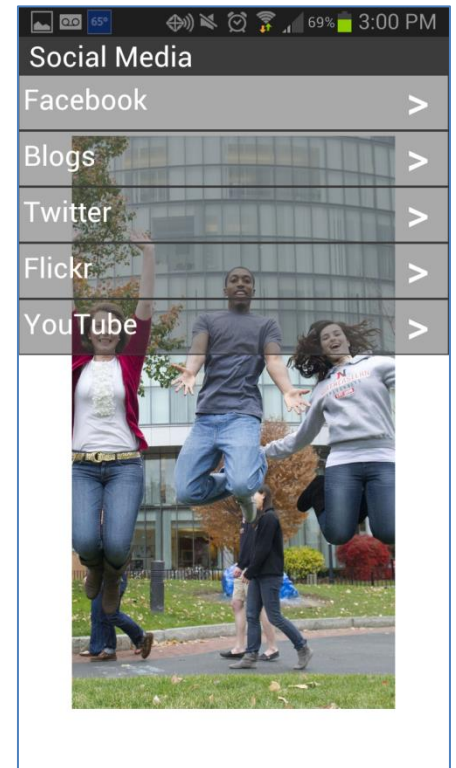 65° 69% 3:00 PM
Social Media
Facebook >
Blogs >
Twitter >
Flickr >
YouTube >
N